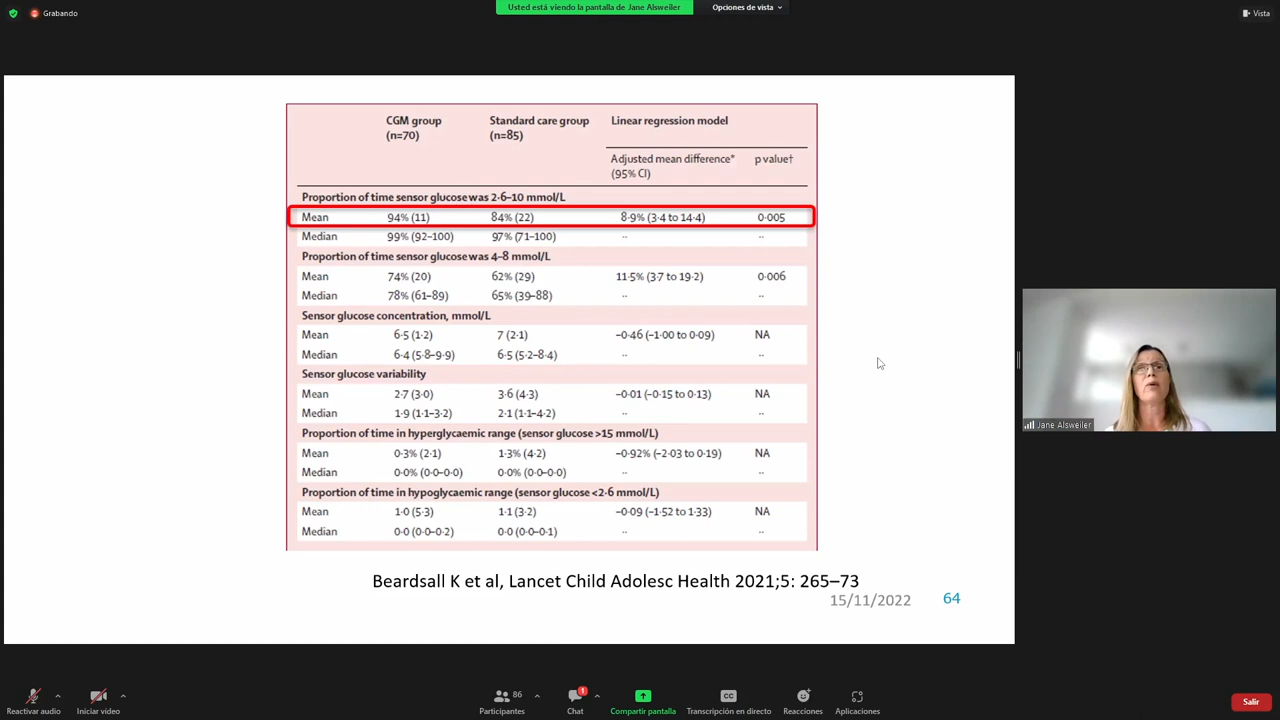 Grabando
Usted está viendo la pantalla de Jane Alsweiler
Opciones de vista
Vista
CGM group (n=70)
Standard care group (n=85)
Linear regression model
Adjusted mean difference* (95% CI)
p value†
Proportion of time sensor glucose was 2·6–10 mmol/L
Mean 94% (11) 84% (22) 8·9% (3·4 to 14·4) 0·005
Median 99% (92–100) 97% (71–100) ·· ··
Proportion of time sensor glucose was 4–8 mmol/L
Mean 74% (20) 62% (29) 11·5% (3·7 to 19·2) 0·006
Median 78% (61–89) 65% (39–88) ·· ··
Sensor glucose concentration, mmol/L
Mean 6·5 (1·2) 7 (2·1) –0·46 (–1·00 to 0·09) NA
Median 6·4 (5·8–9·9) 6·5 (5·2–8·4) ·· ··
Sensor glucose variability
Mean 2·7 (3·0) 3·6 (4·3) –0·01 (–0·15 to 0·13) NA
Median 1·9 (1·1–3·2) 2·1 (1·1–4·2) ·· ··
Proportion of time in hyperglycaemic range (sensor glucose >15 mmol/L)
Mean 0·3% (2·1) 1·3% (4·2) –0·92% (–2·03 to 0·19) NA
Median 0·0% (0·0–0·0) 0·0% (0·0–0·0) ·· ··
Proportion of time in hypoglycaemic range (sensor glucose <2·6 mmol/L)
Mean 1·0 (5·3) 1·1 (3·2) –0·09 (–1·52 to 1·33) NA
Median 0·0 (0·0–0·2) 0·0 (0·0–0·1) ·· ··
Beardsall K et al, Lancet Child Adolesc Health 2021;5: 265–73
15/11/2022 64
Jane Alsweiler
86
1
Reactivar audio
Iniciar video
Participantes
Chat
Compartir pantalla
CC
Transcripción en directo
Reacciones
Aplicaciones
Salir